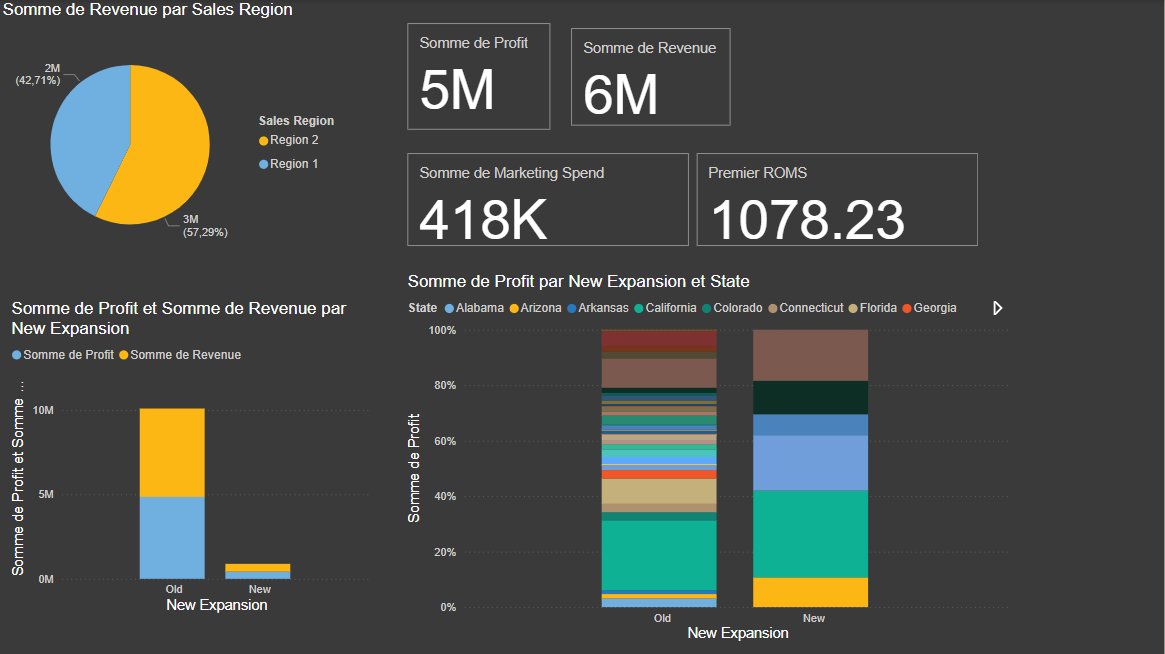 Somme de Revenue par Sales Region
2M
(42,71%)
3M
(57,29%)
Sales Region
Region 2
Region 1
Somme de Profit
5M
Somme de Revenue
6M
Somme de Marketing Spend
418K
Premier ROMS
1078.23
Somme de Profit et Somme de Revenue par
New Expansion
Somme de Profit Somme de Revenue
Somme de Profit et Somme ...
10M
5M
0M
Old New
New Expansion
Somme de Profit par New Expansion et State
State Alabama Arizona Arkansas California Colorado Connecticut Florida Georgia
Somme de Profit
100%
80%
60%
40%
20%
0%
Old New
New Expansion